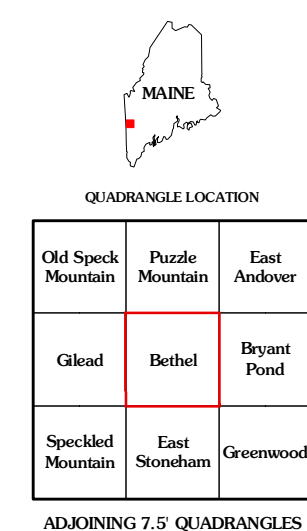 MAINE
QUADRANGLE LOCATION
Old Speck
Mountain
Puzzle
Mountain
East
Andover
Gilead
Bethel
Bryant
Pond
Speckled
Mountain
East
Stoneham
Greenwood
ADJOINING 7.5' QUADRANGLES